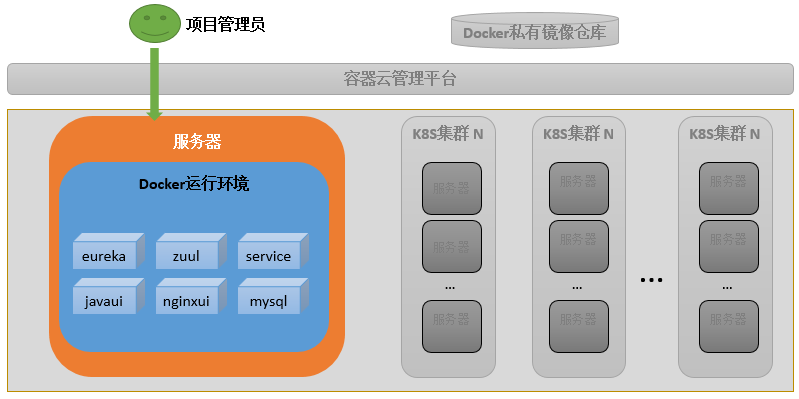 项目管理员
Docker私有镜像仓库
容器云管理平台
服务器
Docker运行环境
eureka
zuul
service
javaui
nginxui
mysql
K8S集群 N
服务器
服务器
...
服务器
K8S集群 N
服务器
服务器
...
服务器
...
K8S集群 N
服务器
服务器
...
服务器